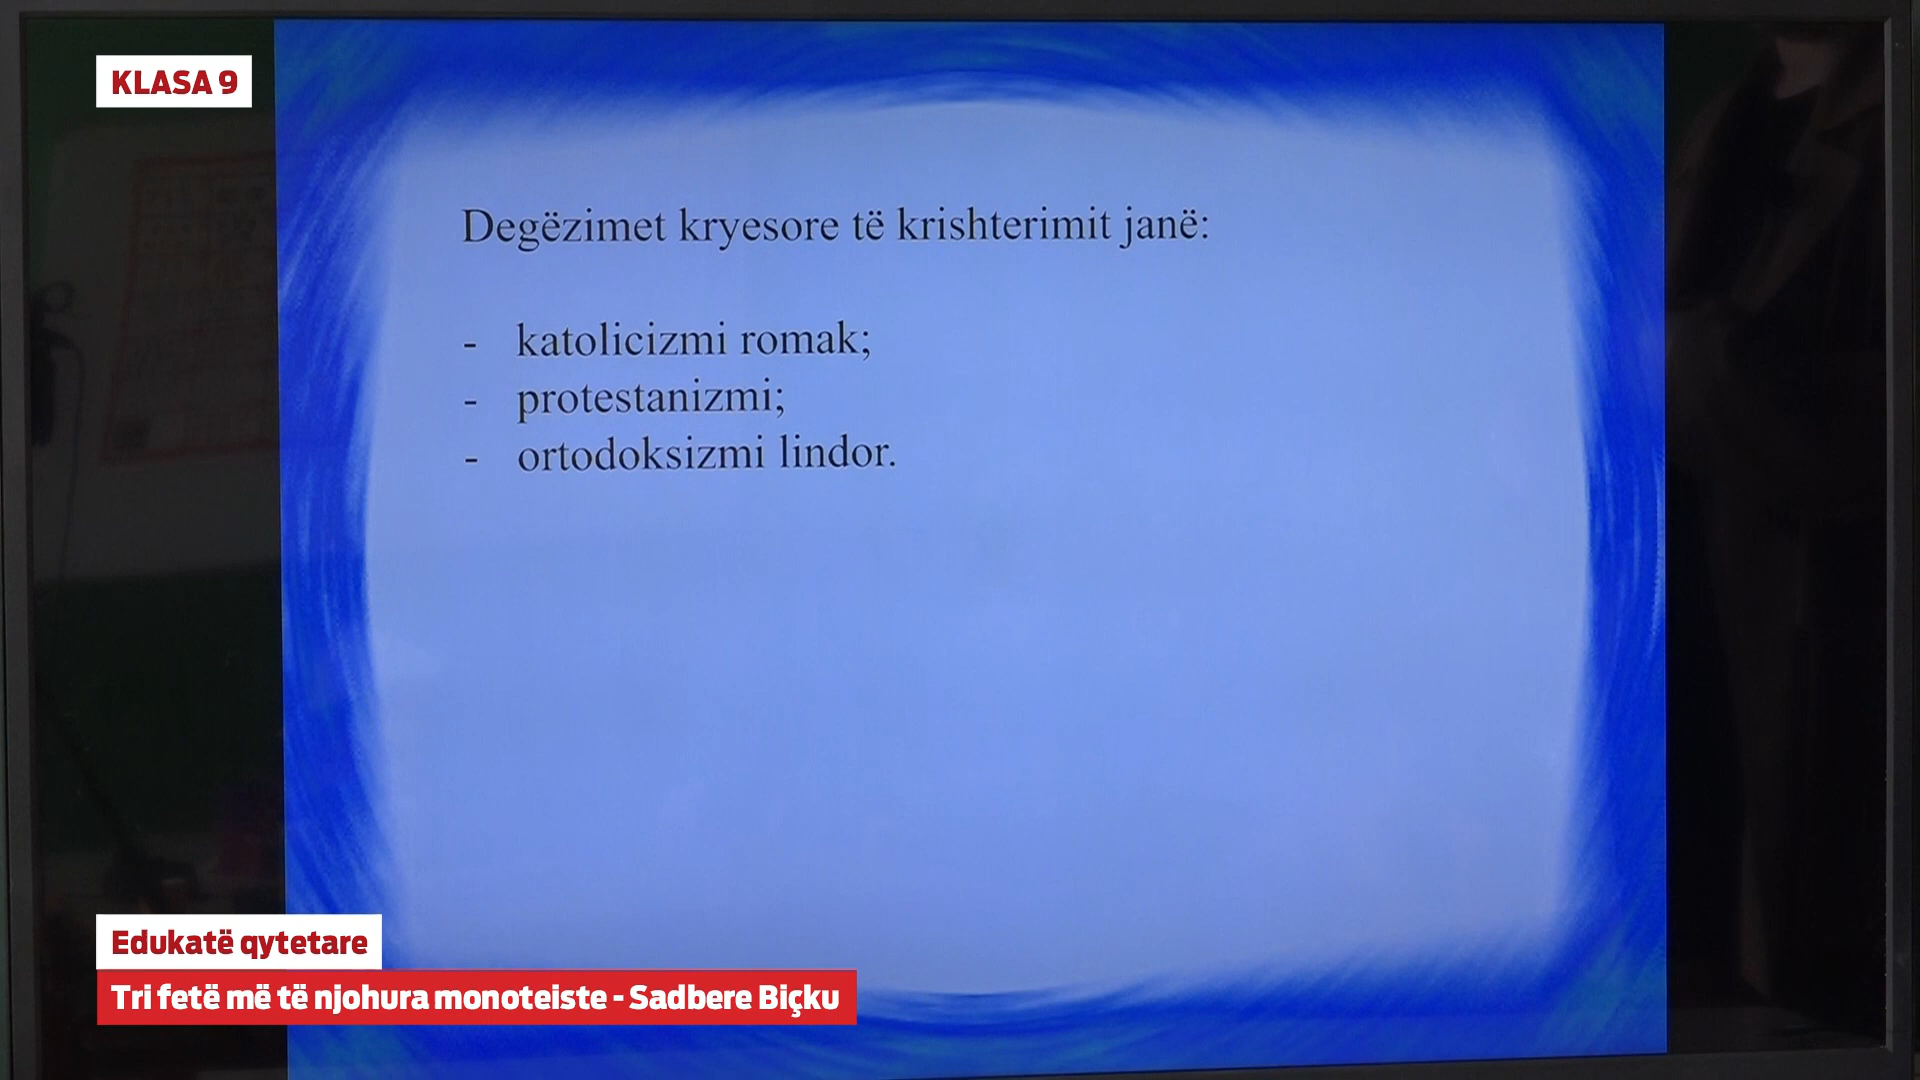 KLASA 9
Degëzimet kryesore të krishterimit janë:
- katolicizmi romak;
- protestanizmi;
- ortodoksizmi lindor.
Edukatë qytetare
Tri fetë më të njohura monoteiste - Sadbere Biçku